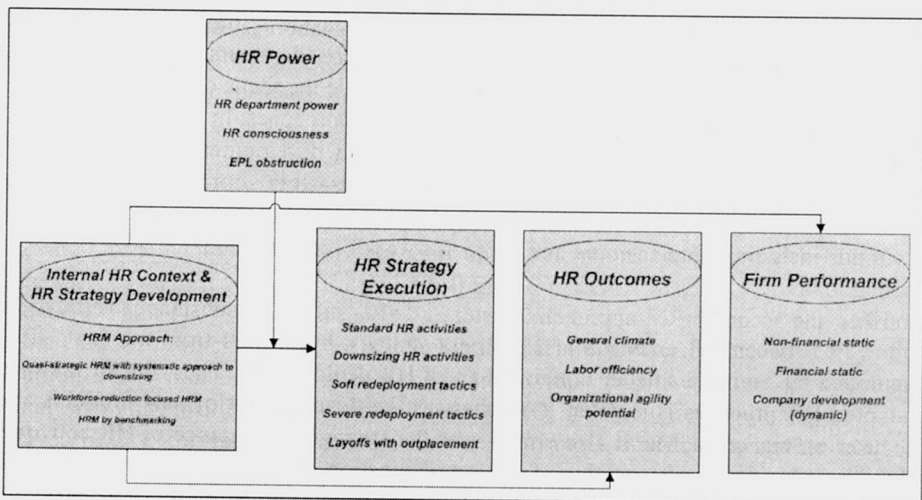 HR Power
HR department power
HR consciousness
EPL obstruction
Internal HR Context &
HR Strategy Development
HRM Approach:
Quasi-strategic HRM with systematic approach to
downsizing
Workforce-reduction focused HRM
HRM by benchmarking
HR Strategy
Execution
Standard HR activities
Downsizing HR activities
Soft redeployment tactics
Severe redeployment tactics
Layoffs with outplacement
HR Outcomes
General climate
Labor efficiency
Organizational agility
potential
Firm Performance
Non-financial static
Financial static
Company development
(dynamic)